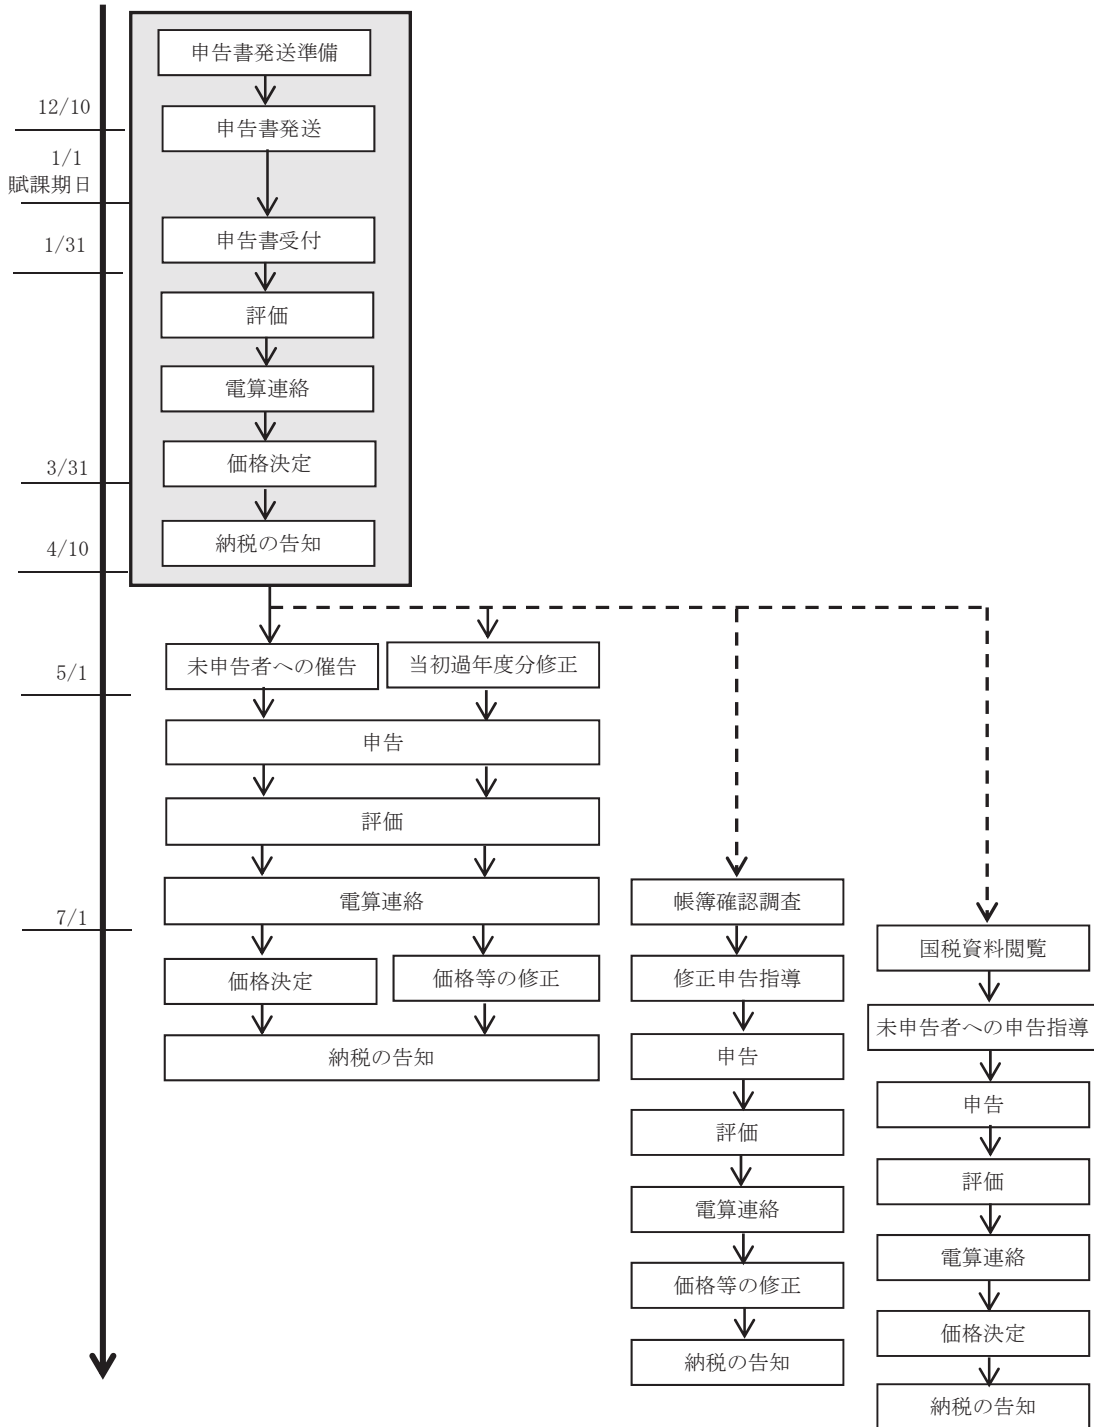 申告書発送準備
12/10
申告書発送
1/1
賦課期日
申告書受付
1/31
評価
電算連絡
価格決定
3/31
納税の告知
4/10
未申告者への催告
当初過年度分修正
5/1
申告
評価
電算連絡
7/1
価格決定
価格等の修正
納税の告知
帳簿確認調査
修正申告指導
申告
評価
電算連絡
価格等の修正
納税の告知
国税資料閲覧
未申告者への申告指導
申告
評価
電算連絡
価格決定
納税の告知